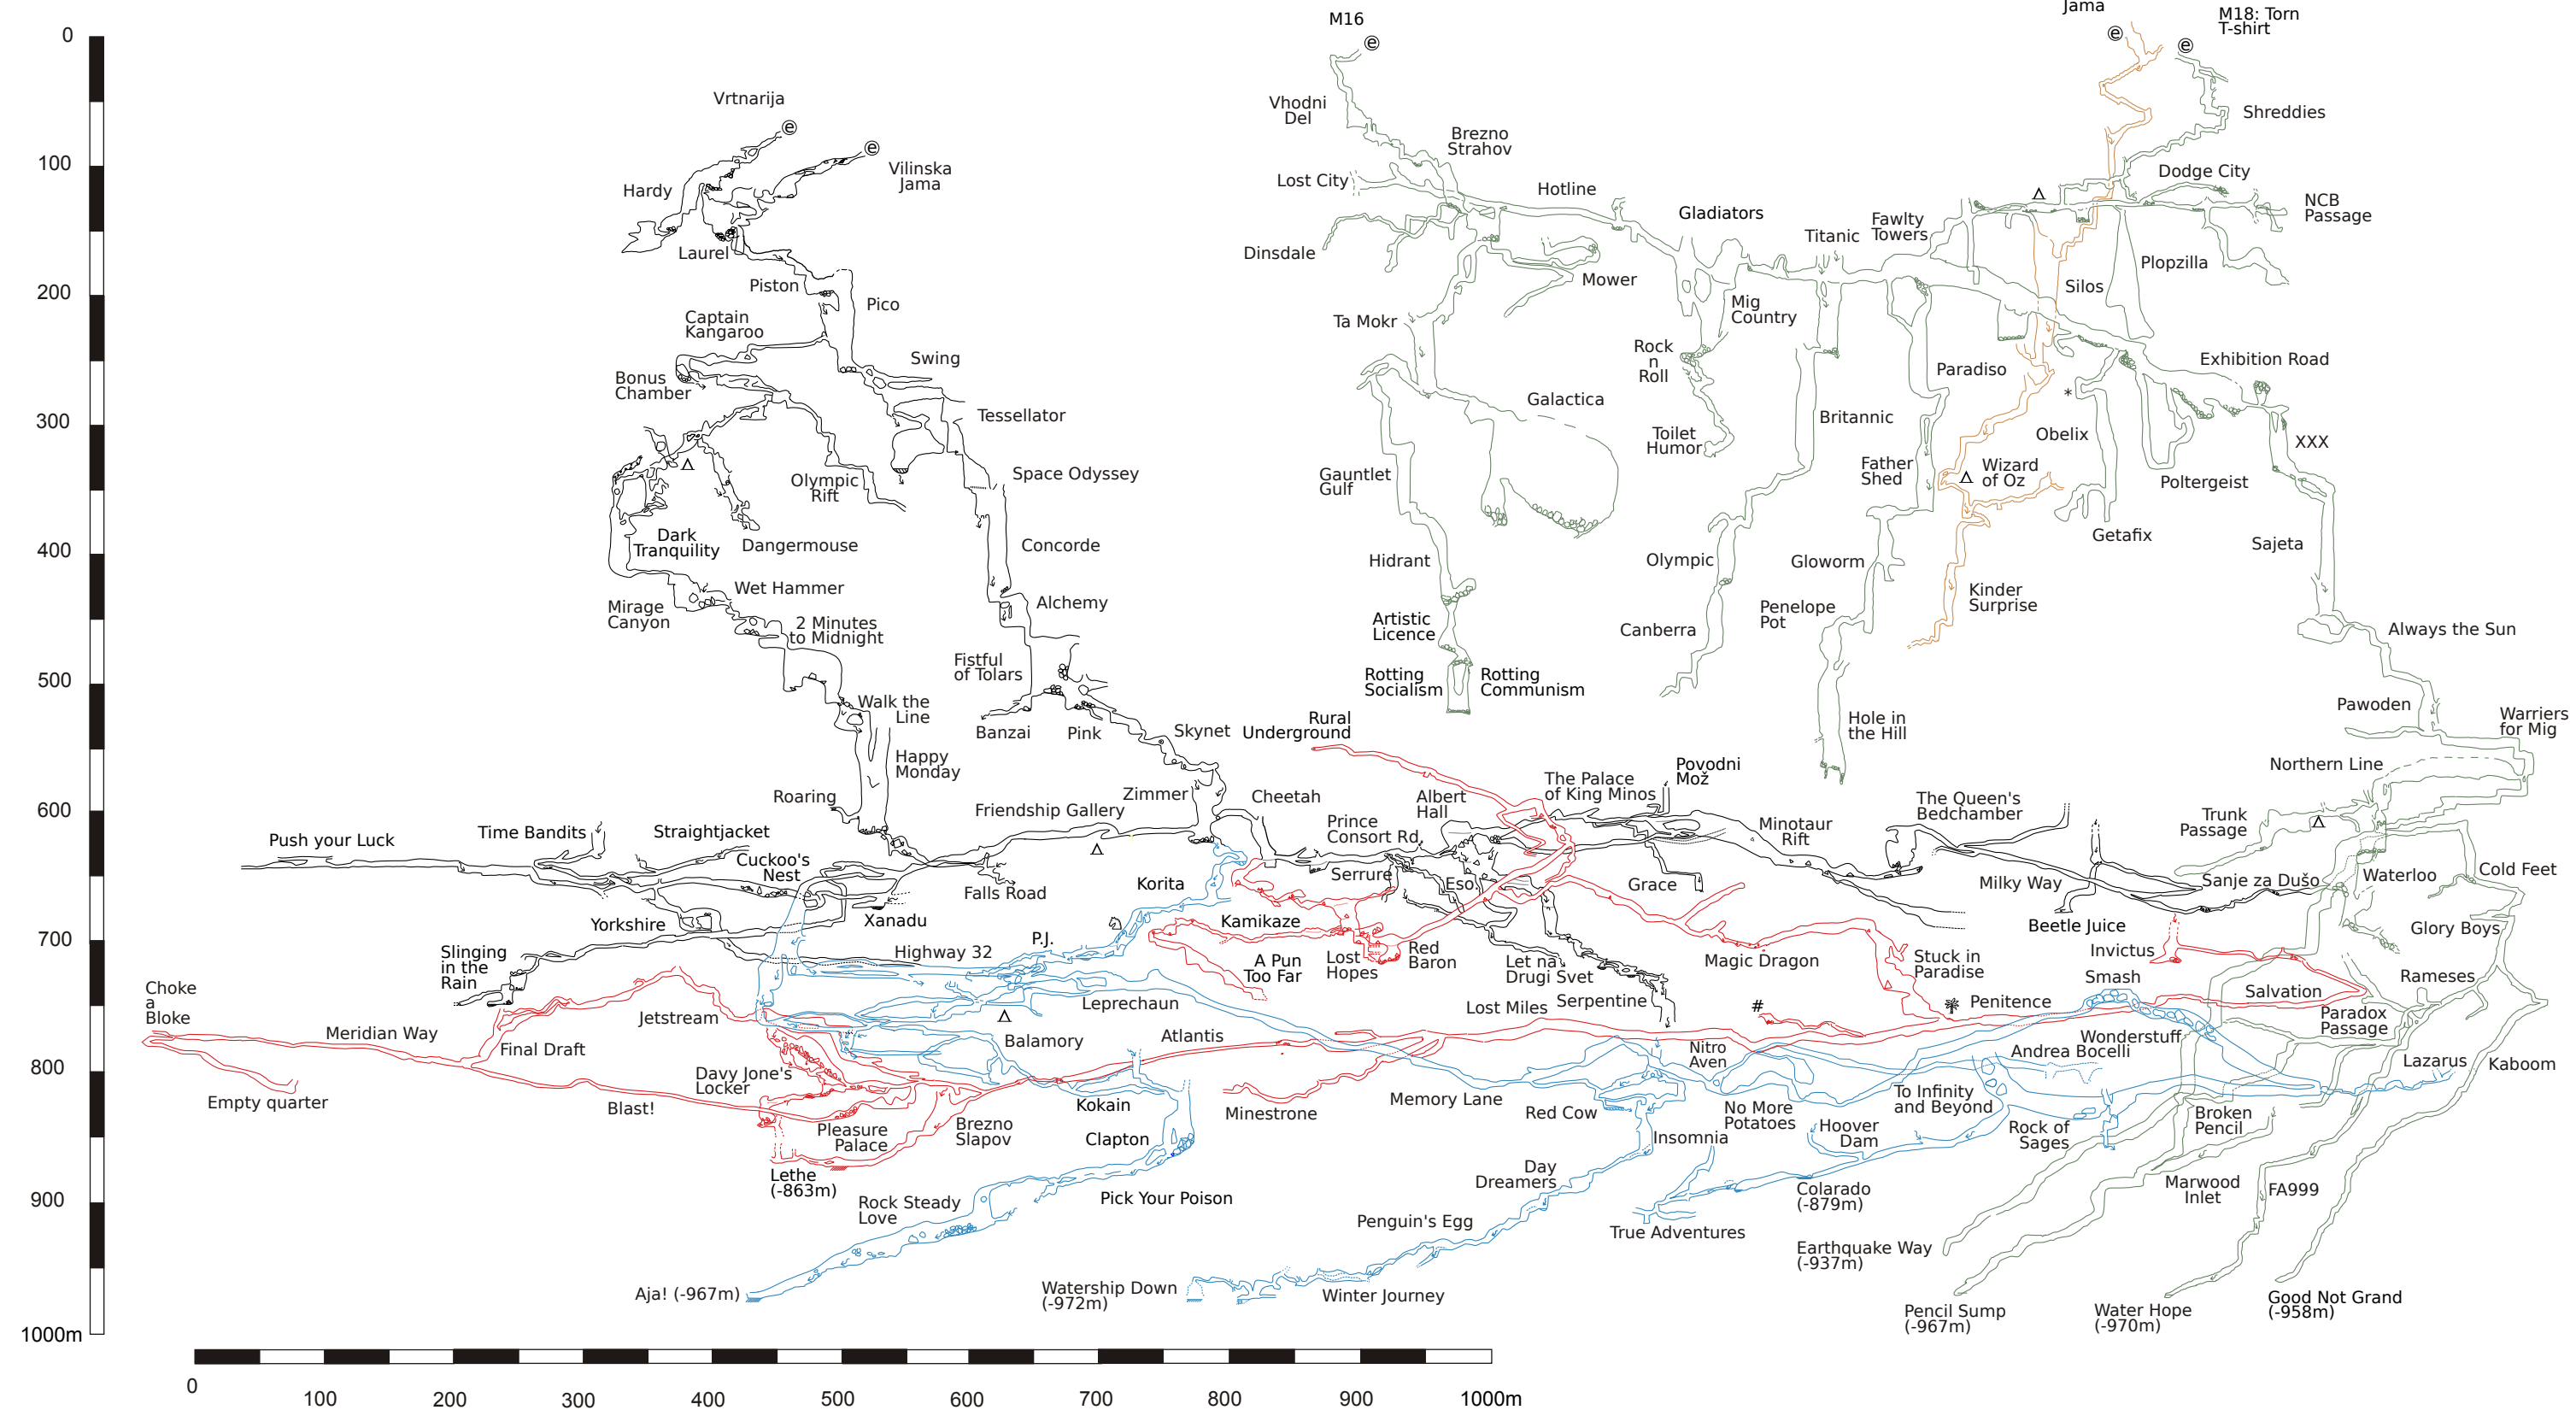 Jama
M16
M18: Torn
T-shirt
e
e
e
0
Vrtnarija
e
Vhodni
Del
Shreddies
Brezno
Strahov
e
Vilinska
Jama
100
Hardy
Lost City
Hotline
Dodge City
NCB
Passage
Gladiators
Fawlty
Towers
Titanic
Laurel
Dinsdale
Mower
Plopzilla
Piston
Silos
200
Pico
Mig
Country
Captain
Kangaroo
Ta Mokr
Swing
Rock
n
Roll
Exhibition Road
Paradiso
Bonus
Chamber
*
Galactica
300
Tessellator
Britannic
Toilet
Humor
Obelix
XXX
Space Odyssey
Gauntlet
Gulf
Father
Shed
Wizard
of Oz
Olympic
Rift
Poltergeist
400
Dark
Tranquility
Dangermouse
Concorde
Getafix
Sajeta
Hidrant
Olympic
Gloworm
Wet Hammer
Kinder
Surprise
Alchemy
Mirage
Canyon
Penelope
Pot
2 Minutes
to Midnight
Artistic
Licence
Canberra
Always the Sun
Fistful
of Tolars
500
Rotting
Socialism
Rotting
Communism
Walk the
Line
Pawoden
Warriers
for Mig
Banzai
Pink
Skynet
Rural
Underground
Hole in
the Hill
Happy
Monday
Northern Line
Povodni
Mož
The Palace
of King Minos
Roaring
Zimmer
Cheetah
Albert
Hall
The Queen's
Bedchamber
600
Friendship Gallery
Trunk
Passage
Prince
Consort Rd.
Minotaur
Rift
Push your Luck
Time Bandits
Straightjacket
Cuckoo's
Nest
Falls Road
Korita
Serrure
Eso
Grace
Milky Way
Sanje za Dušo
Waterloo
Cold Feet
Yorkshire
Xanadu
Kamikaze
Beetle Juice
Glory Boys
700
Slinging
in the
Rain
Highway 32
P.J.
A Pun
Too Far
Lost
Hopes
Red
Baron
Let na
Drugi Svet
Magic Dragon
Stuck in
Paradise
Invictus
Smash
Rameses
Choke
a
Bloke
Jetstream
Leprechaun
Lost Miles
Serpentine
#
Penitence
Salvation
Meridian Way
Final Draft
Balamory
Atlantis
Nitro
Aven
Andrea Bocelli
Wonderstuff
Paradox
Passage
800
Davy Jone's
Locker
Lazarus
Kaboom
Empty quarter
Blast!
Kokain
Minestrone
Memory Lane
Red Cow
No More
Potatoes
To Infinity
and Beyond
Pleasure
Palace
Brezno
Slapov
Clapton
Insomnia
Hoover
Dam
Rock of
Sages
Broken
Pencil
Lethe
(-863m)
Day
Dreamers
Colarado
(-879m)
Marwood
Inlet
FA999
900
Rock Steady
Love
Pick Your Poison
Penguin's Egg
True Adventures
Earthquake Way
(-937m)
Aja! (-967m)
Watership Down
(-972m)
Winter Journey
Pencil Sump
(-967m)
Water Hope
(-970m)
Good Not Grand
(-958m)
1000m
0
100
200
300
400
500
600
700
800
900
1000m